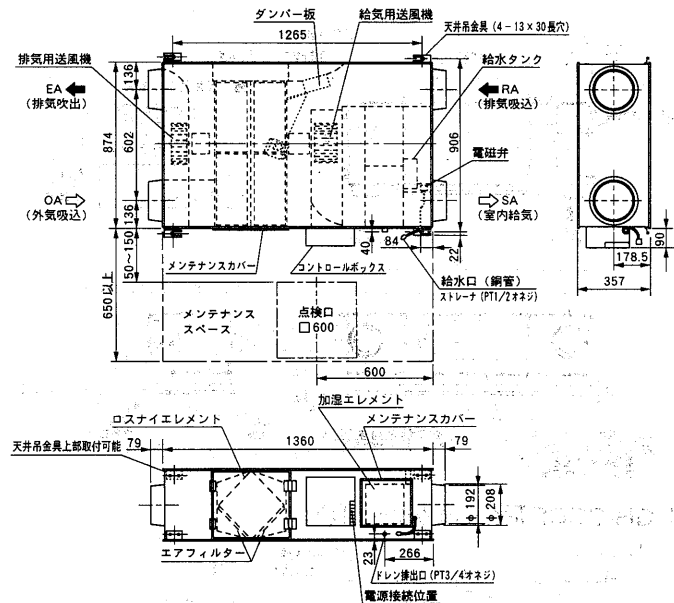 ダンパー板
給気用送風機
天井吊金具（4－13×30長穴）
1265
排気用送風機
給水タンク
EA
（排気吹出）
RA
（排気吸込）
136
602
874
136
906
電磁弁
OA
（外気吸込）
SA
（室内給気）
50～150
650以上
メンテナンスカバー
コントロールボックス
40
84
22
給水口（銅管）
ストレーナ（PT1/2オネジ）
90
178.5
357
メンテナンス
スペース
点検口
□600
600
加湿エレメント
ロスナイエレメント
メンテナンスカバー
天井吊金具上部取付可能
79
1360
79
φ192
φ208
23
266
エアフィルター
ドレン排出口（PT3/4オネジ）
電源接続位置